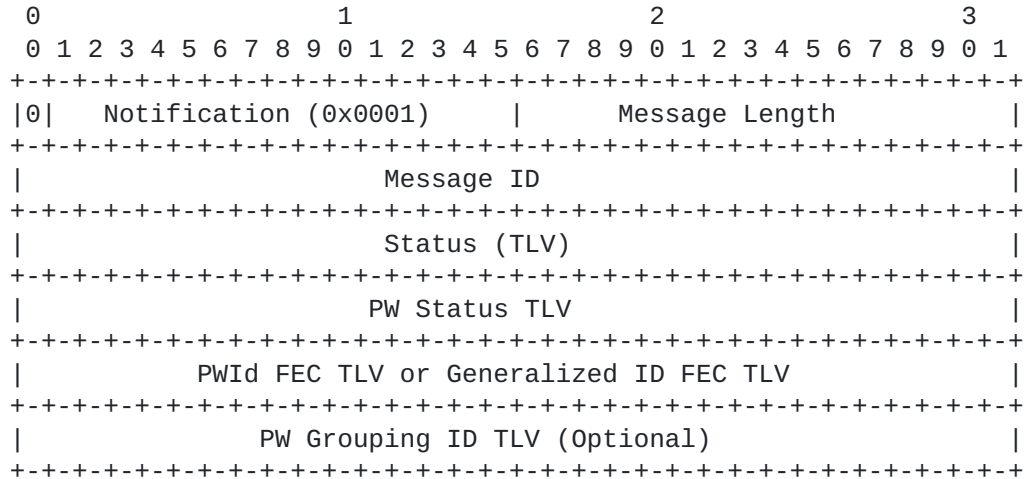 0                   1                   2                   3
 0 1 2 3 4 5 6 7 8 9 0 1 2 3 4 5 6 7 8 9 0 1 2 3 4 5 6 7 8 9 0 1
+-+-+-+-+-+-+-+-+-+-+-+-+-+-+-+-+-+-+-+-+-+-+-+-+-+-+-+-+-+-+-+-+
|0|   Notification (0x0001)     |      Message Length           |
+-+-+-+-+-+-+-+-+-+-+-+-+-+-+-+-+-+-+-+-+-+-+-+-+-+-+-+-+-+-+-+-+
|                       Message ID                              |
+-+-+-+-+-+-+-+-+-+-+-+-+-+-+-+-+-+-+-+-+-+-+-+-+-+-+-+-+-+-+-+-+
|                       Status (TLV)                            |
+-+-+-+-+-+-+-+-+-+-+-+-+-+-+-+-+-+-+-+-+-+-+-+-+-+-+-+-+-+-+-+-+
|                      PW Status TLV                            |
+-+-+-+-+-+-+-+-+-+-+-+-+-+-+-+-+-+-+-+-+-+-+-+-+-+-+-+-+-+-+-+-+
|           PWId FEC TLV or Generalized ID FEC TLV              |
+-+-+-+-+-+-+-+-+-+-+-+-+-+-+-+-+-+-+-+-+-+-+-+-+-+-+-+-+-+-+-+-+
|               PW Grouping ID TLV (Optional)                   |
+-+-+-+-+-+-+-+-+-+-+-+-+-+-+-+-+-+-+-+-+-+-+-+-+-+-+-+-+-+-+-+-+